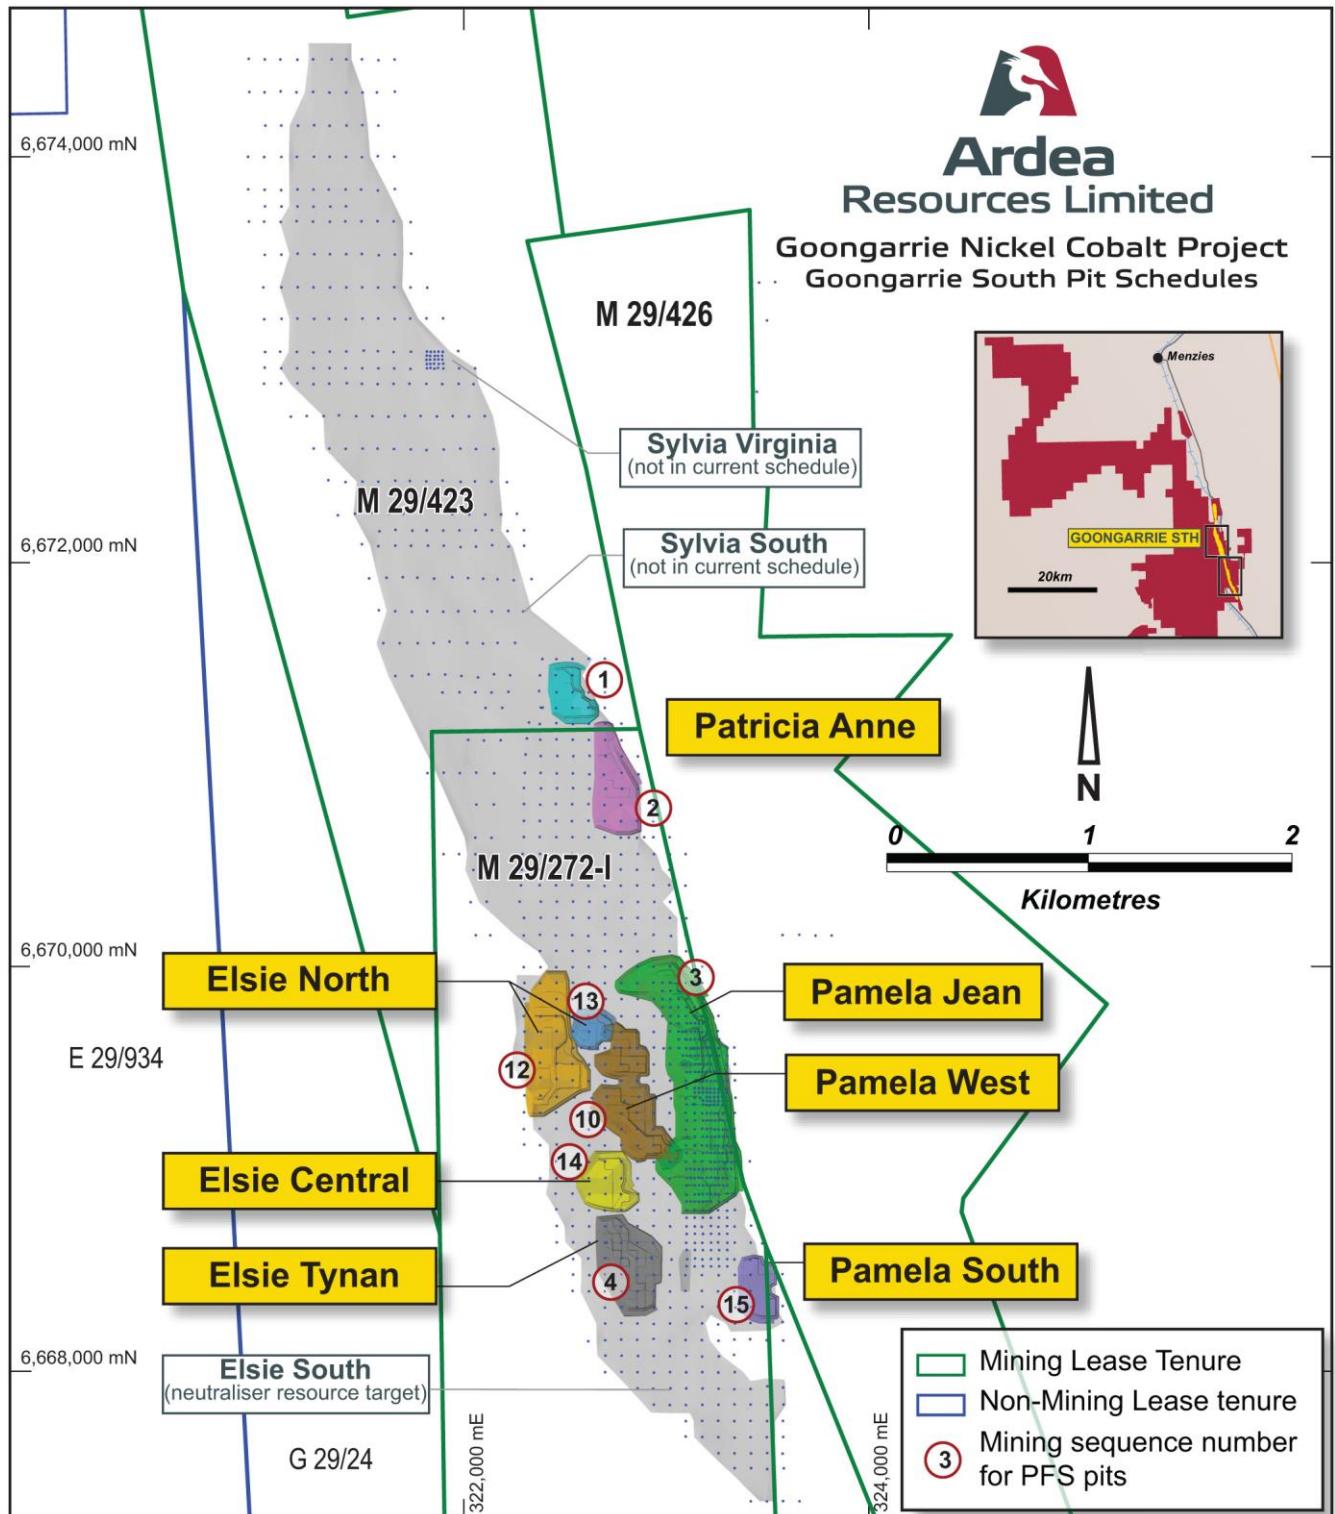 Ardea
Resources Limited
Goongarrie Nickel Cobalt Project
Goongarrie South Pit Schedules
6,674,000 mN
M 29/426
Menzies
GOONGARRIE STH
20km
Sylvia Virginia
(not in current schedule)
M 29/423
Sylvia South
(not in current schedule)
6,672,000 mN
1
Patricia Anne
2
N
0 1 2
Kilometres
M 29/272-I
6,670,000 mN
Elsie North
3
Pamela Jean
13
E 29/934
12
Pamela West
10
14
Elsie Central
Elsie Tynan
4
Pamela South
15
6,668,000 mN
Elsie South
(neutraliser resource target)
G 29/24
322,000 mE
324,000 mE
Mining Lease Tenure
Non-Mining Lease tenure
3
Mining sequence number
for PFS pits